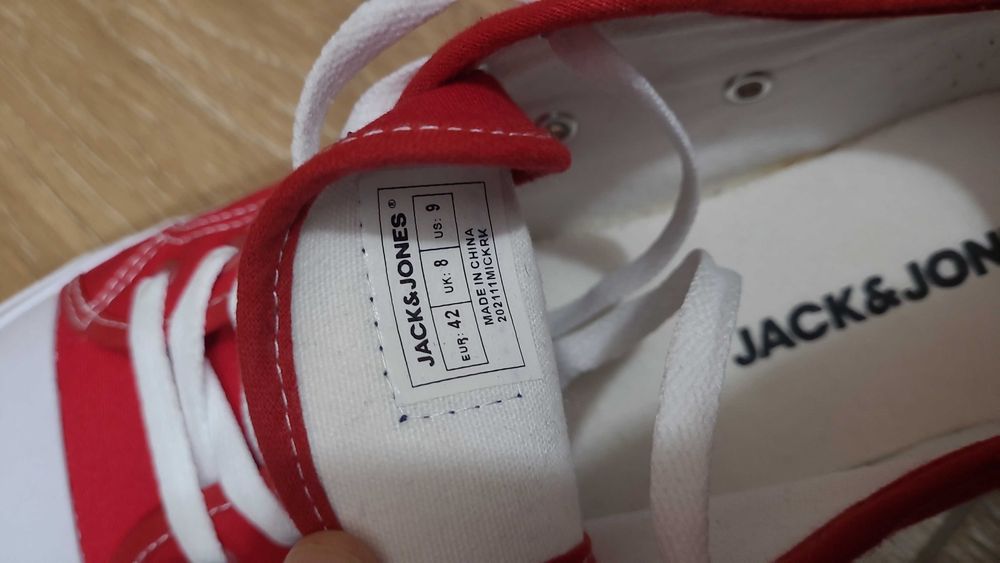 JACK&JONES®
EUR: 42 UK: 8 US: 9
MADE IN CHINA
202111MICKRK
JACK&JON